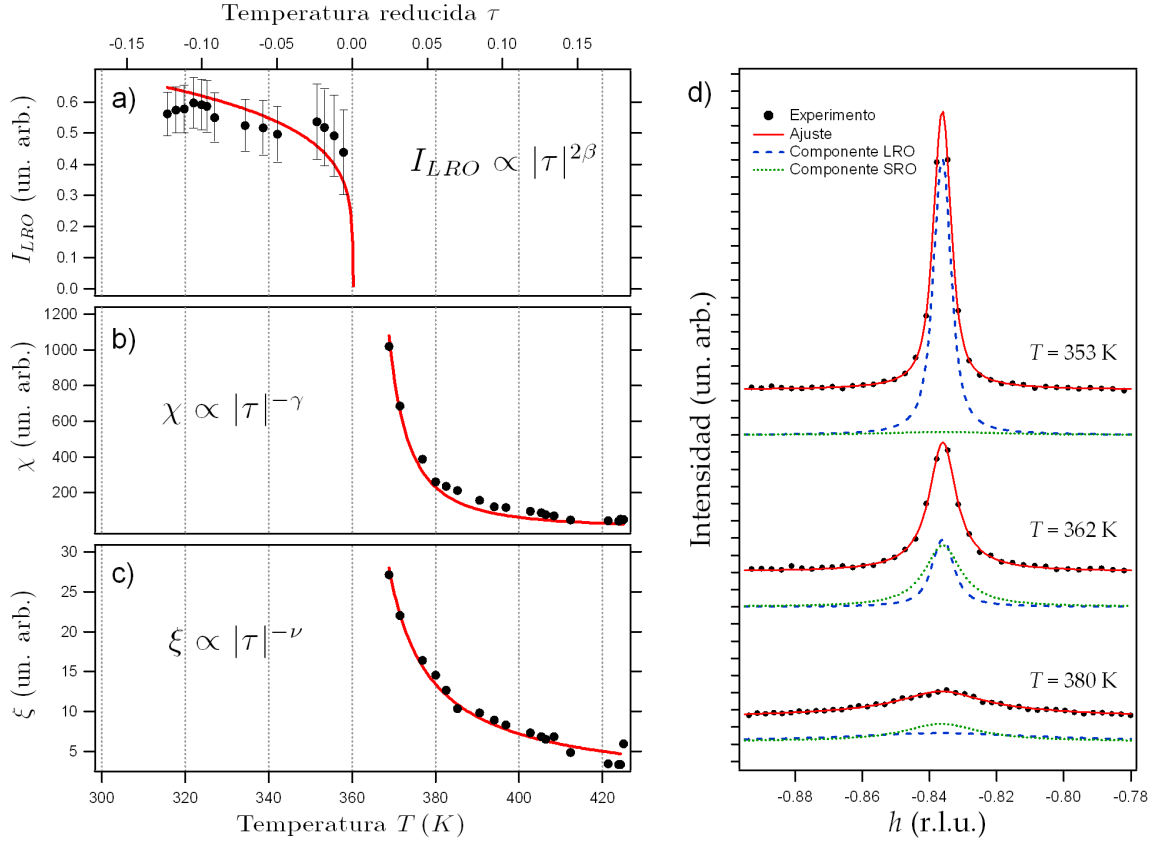 Temperatura reducida τ
-0.15 -0.10 -0.05 0.00 0.05 0.10 0.15
a)
I_{LRO} (un. arb.)
0.6
0.5
0.4
0.3
0.2
0.1
0.0
I_{LRO} ∝ |τ|^{2β}
b)
χ (un. arb.)
1200
1000
800
600
400
200
χ ∝ |τ|^{−γ}
c)
ξ (un. arb.)
30
25
20
15
10
5
ξ ∝ |τ|^{−ν}
300 320 340 360 380 400 420
Temperatura T (K)
d)
Intensidad (un. arb.)
Experimento
Ajuste
Componente LRO
Componente SRO
T = 353 K
T = 362 K
T = 380 K
-0.88 -0.86 -0.84 -0.82 -0.80 -0.78
h (r.l.u.)